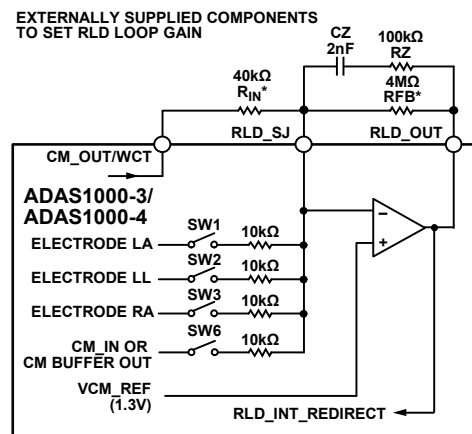 EXTERNALLY SUPPLIED COMPONENTS
TO SET RLD LOOP GAIN
CZ
2nF
100kΩ
RZ
40kΩ
RIN*
4MΩ
RFB*
CM_OUT/WCT
RLD_SJ
RLD_OUT
ADAS1000-3/
ADAS1000-4
ELECTRODE LA
SW1
10kΩ
ELECTRODE LL
SW2
10kΩ
ELECTRODE RA
SW3
10kΩ
CM_IN OR
CM BUFFER OUT
SW6
10kΩ
–
+
VCM_REF
(1.3V)
RLD_INT_REDIRECT